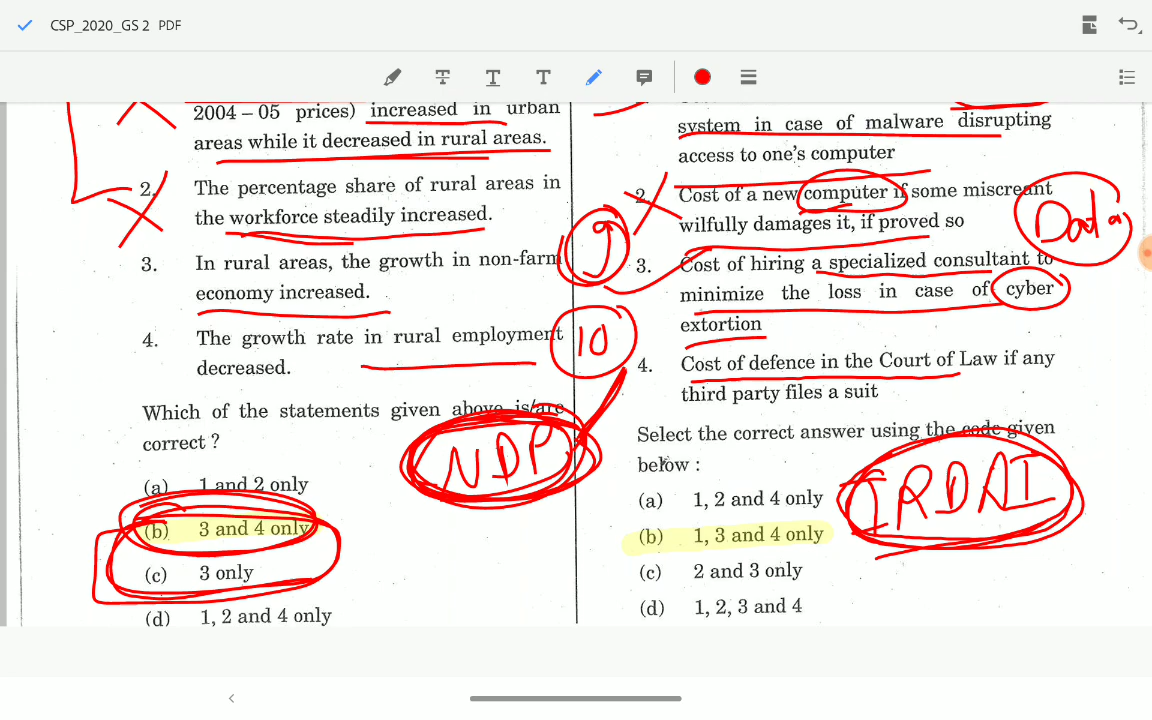 CSP_2020_GS 2 PDF
2004 – 05 prices) increased in urban
areas while it decreased in rural areas.
2. The percentage share of rural areas in
the workforce steadily increased.
3. In rural areas, the growth in non-farm
economy increased.
4. The growth rate in rural employment
decreased.
Which of the statements given above is/are
correct ?
(a) 1 and 2 only
(b) 3 and 4 only
(c) 3 only
(d) 1, 2 and 4 only
9
10
NDP
system in case of malware disrupting
access to one's computer
2. Cost of a new computer if some miscreant
wilfully damages it, if proved so
3. Cost of hiring a specialized consultant to
minimize the loss in case of cyber
extortion
4. Cost of defence in the Court of Law if any
third party files a suit
Select the correct answer using the code given
below :
(a) 1, 2 and 4 only
(b) 1, 3 and 4 only
(c) 2 and 3 only
(d) 1, 2, 3 and 4
Data
IRDAI